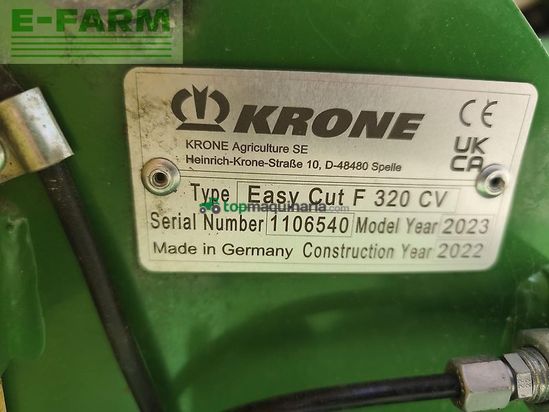 E-FARM
KRONE
CE
KRONE Agriculture SE
Heinrich-Krone-Straße 10, D-48480 Spelle
UK
CA
Type Easy Cut F 320 CV
topmaquinaria.com
Serial Number 1106540 Model Year 2023
Made in Germany Construction Year 2022